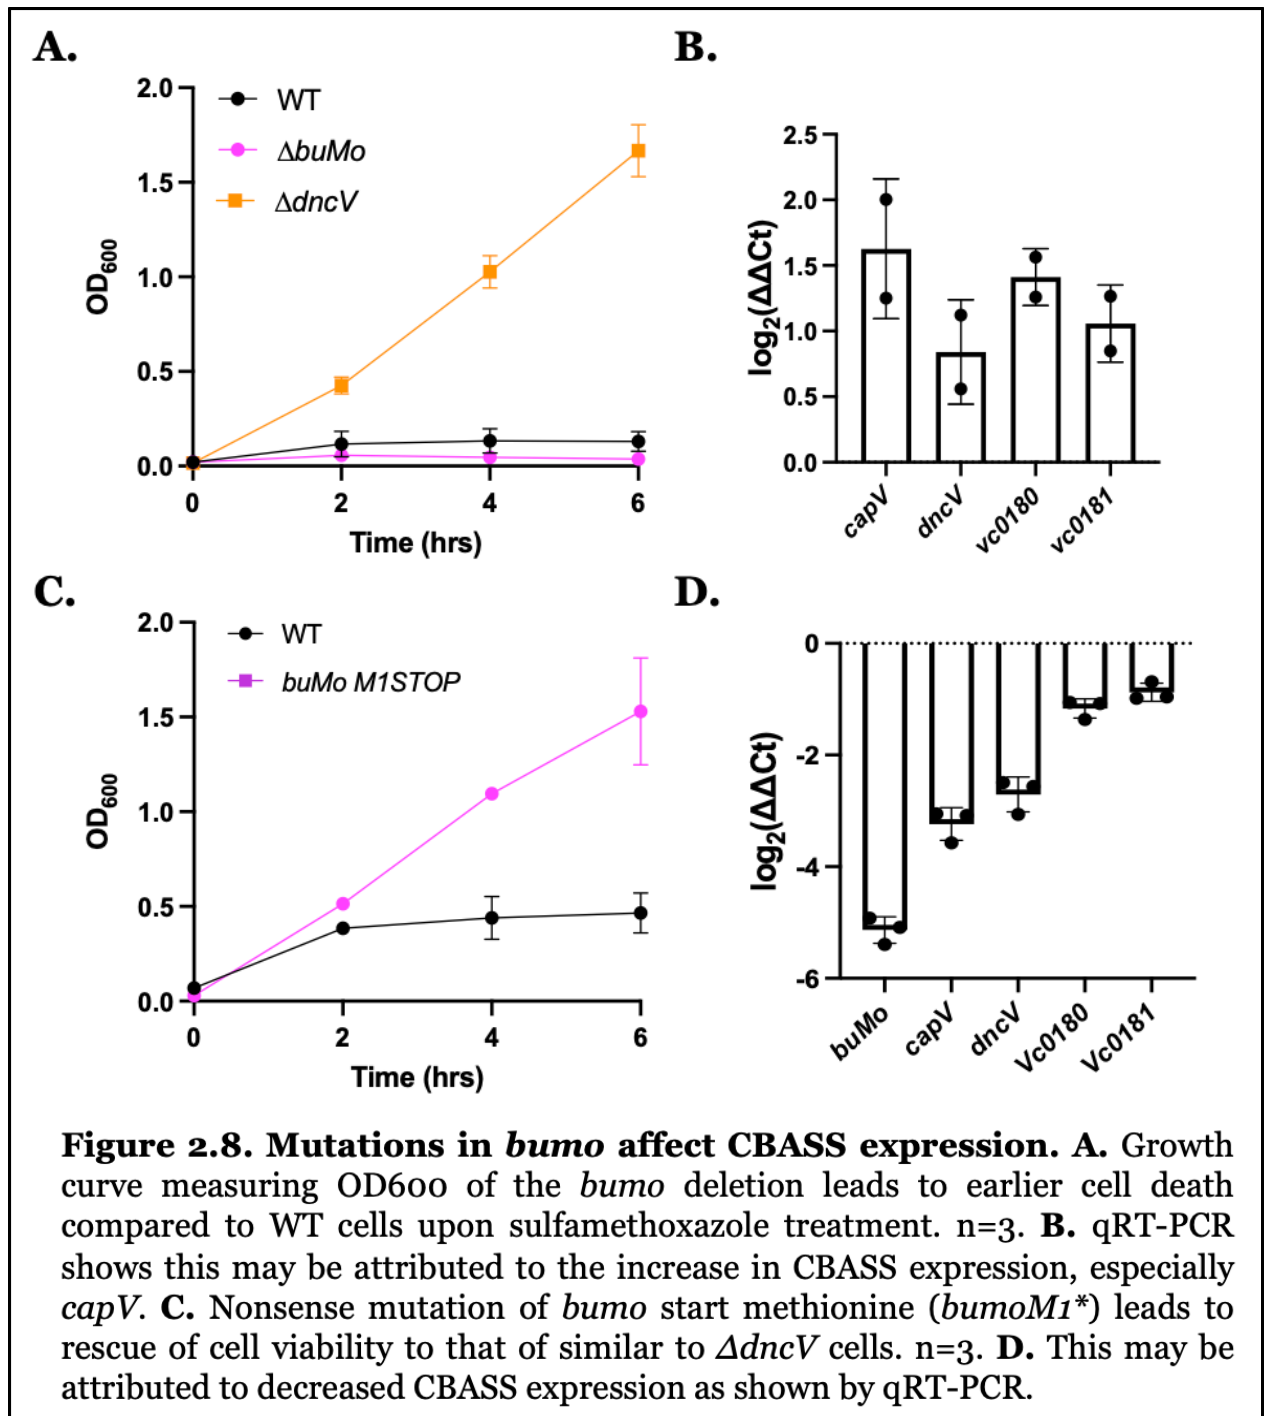 A.
2.0
1.5
1.0
0.5
0.0
OD600
WT
ΔbuMo
ΔdncV
0 2 4 6
Time (hrs)
B.
2.5
2.0
1.5
1.0
0.5
0.0
log2(ΔΔCt)
capV
dncV
vc0180
vc0181
C.
2.0
1.5
1.0
0.5
0.0
OD600
WT
buMo M1STOP
0 2 4 6
Time (hrs)
D.
0
-2
-4
-6
log2(ΔΔCt)
buMo
capV
dncV
Vc0180
Vc0181
Figure 2.8. Mutations in bumo affect CBASS expression. A. Growth
curve measuring OD600 of the bumo deletion leads to earlier cell death
compared to WT cells upon sulfamethoxazole treatment. n=3. B. qRT-PCR
shows this may be attributed to the increase in CBASS expression, especially
capV. C. Nonsense mutation of bumo start methionine (bumoM1*) leads to
rescue of cell viability to that of similar to ΔdncV cells. n=3. D. This may be
attributed to decreased CBASS expression as shown by qRT-PCR.